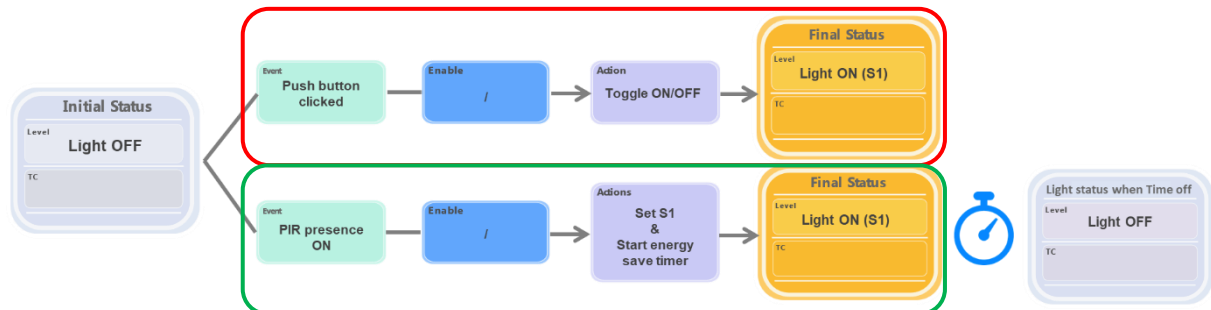 Initial Status
Level
Light OFF
TC
Event
Push button
clicked
Enable
/
Action
Toggle ON/OFF
Final Status
Level
Light ON (S1)
TC
Event
PIR presence
ON
Enable
/
Actions
Set S1
&
Start energy
save timer
Final Status
Level
Light ON (S1)
TC
Light status when Time off
Level
Light OFF
TC